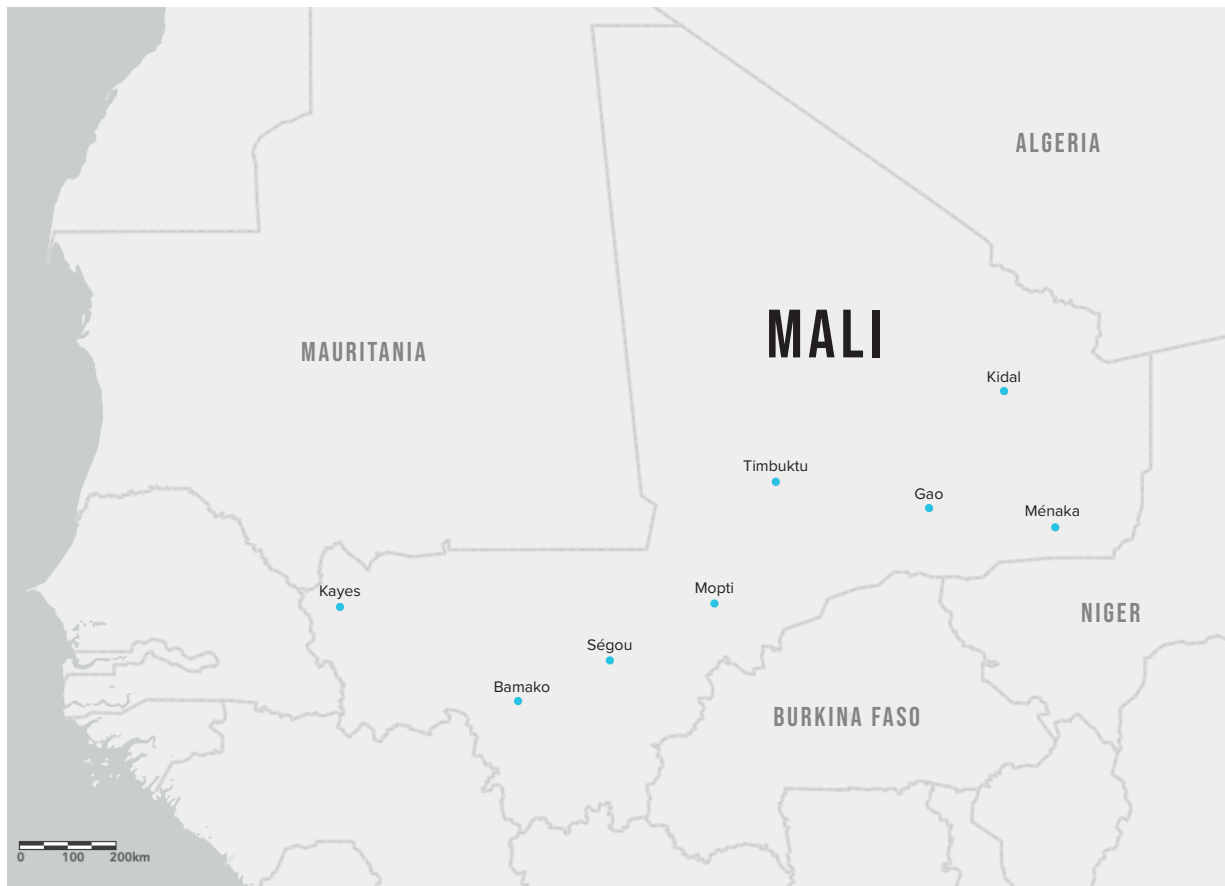 ALGERIA
MALI
MAURITANIA
Kidal
Timbuktu
Gao
Ménaka
Kayes
Mopti
NIGER
Ségou
Bamako
BURKINA FASO
0 100 200km